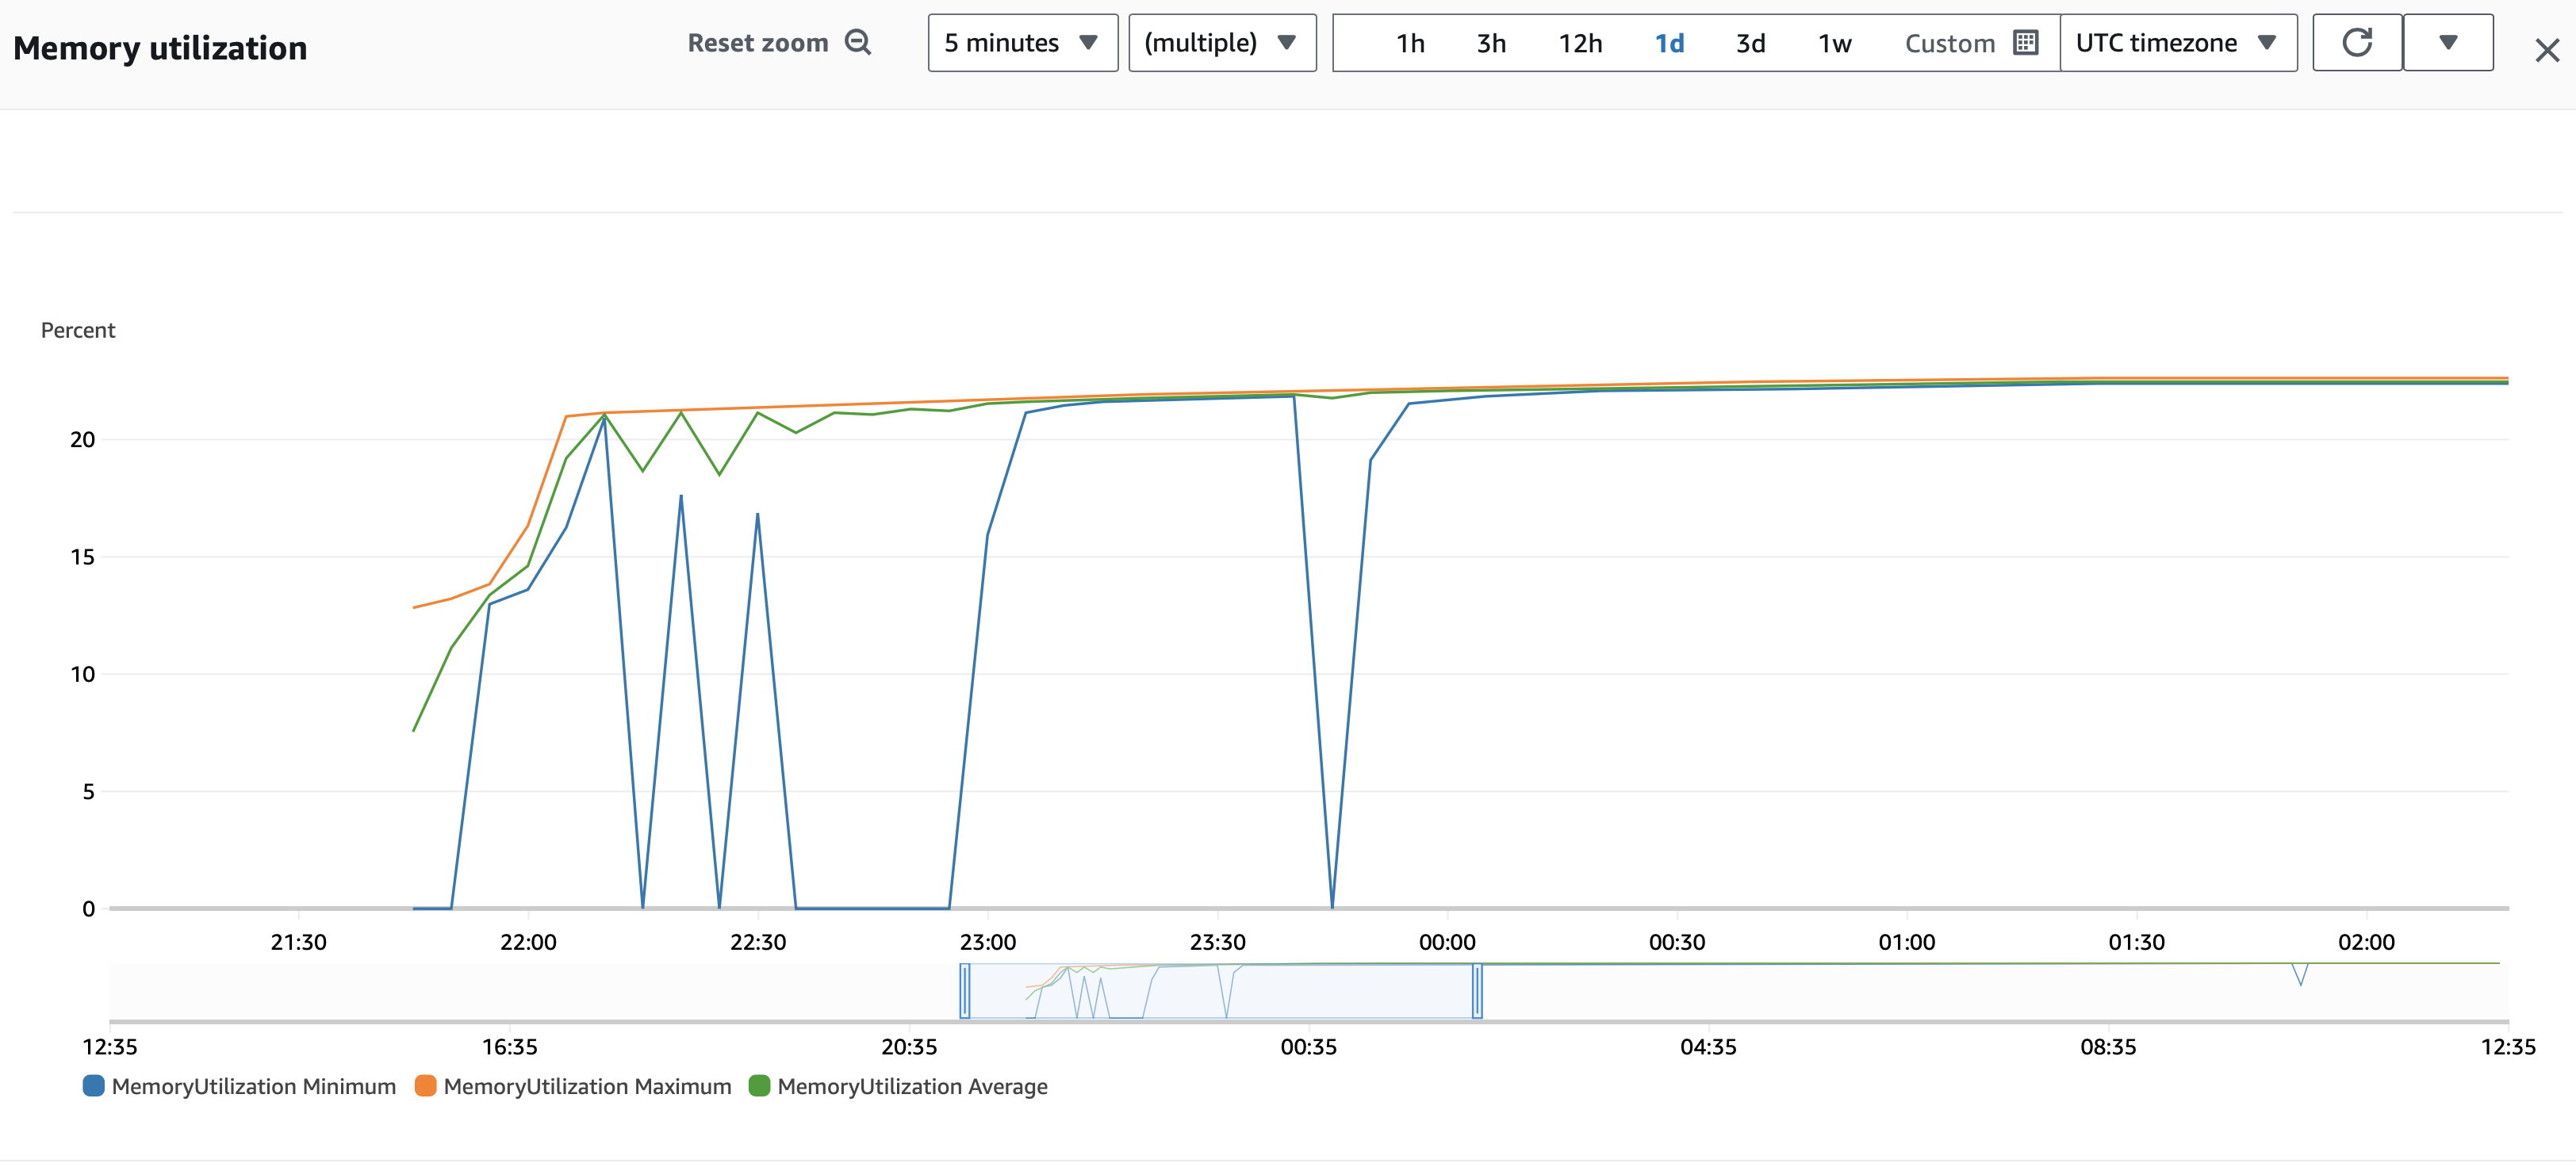 Memory utilization
Reset zoom
5 minutes
(multiple)
1h 3h 12h 1d 3d 1w Custom
UTC timezone
Percent
20
15
10
5
0
21:30 22:00 22:30 23:00 23:30 00:00 00:30 01:00 01:30 02:00
12:35 16:35 20:35 00:35 04:35 08:35 12:35
MemoryUtilization Minimum MemoryUtilization Maximum MemoryUtilization Average